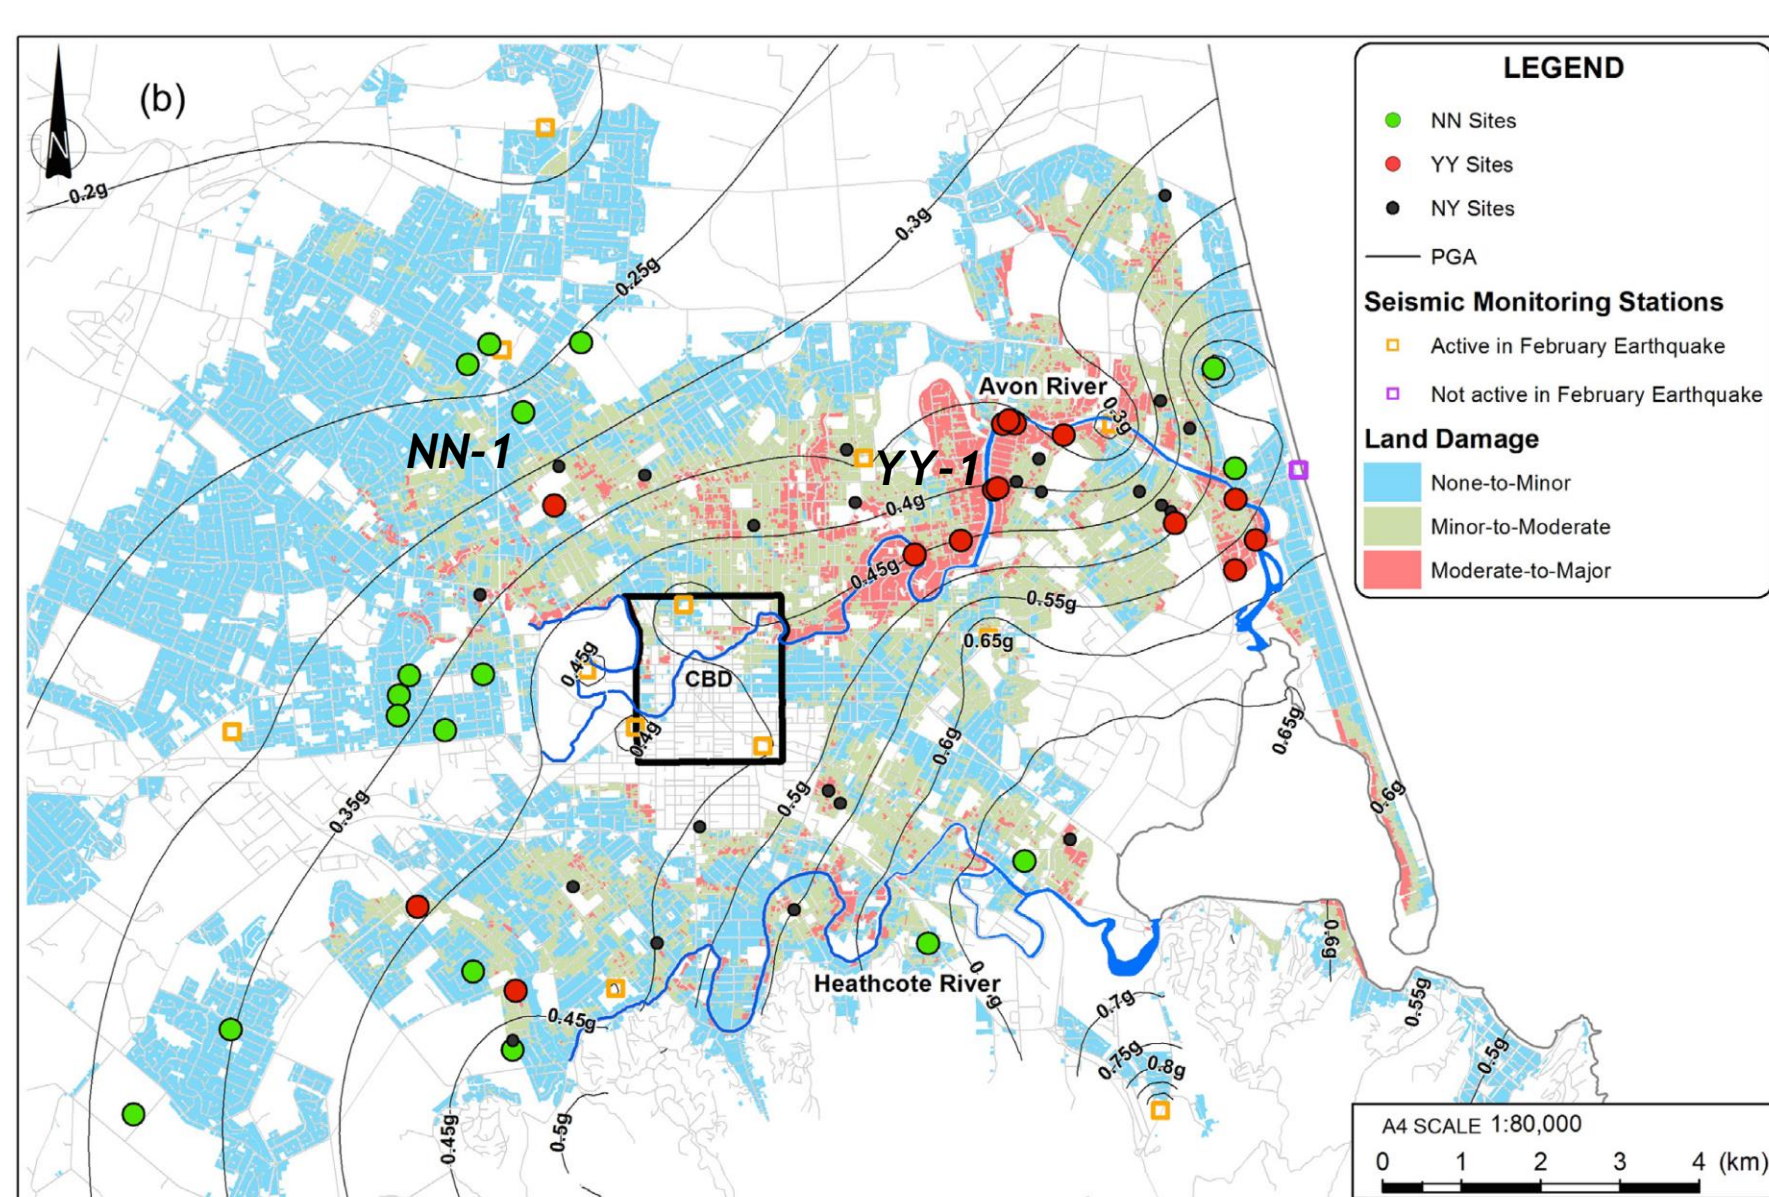 (b)
N
0.2g
0.25g
0.3g
NN-1
Avon River
0.3g
YY-1
0.4g
0.45g
0.55g
0.65g
0.45g
CBD
0.4g
0.65g
0.6g
0.6g
0.5g
0.35g
Heathcote River
0.69
0.45g
0.7g
0.55g
0.75g
0.8g
0.5g
0.45g
0.5g
LEGEND
NN Sites
YY Sites
NY Sites
PGA
Seismic Monitoring Stations
Active in February Earthquake
Not active in February Earthquake
Land Damage
None-to-Minor
Minor-to-Moderate
Moderate-to-Major
A4 SCALE 1:80,000
0 1 2 3 4 (km)